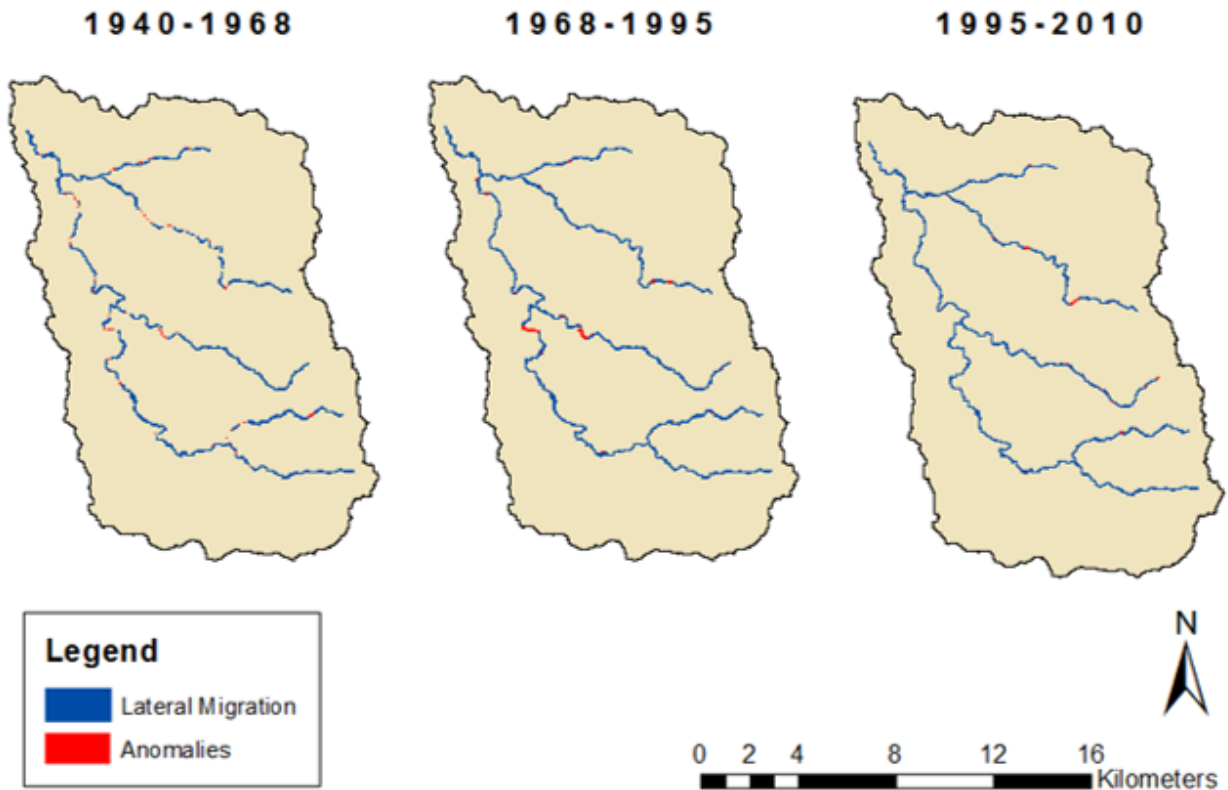 1940-1968 1968-1995 1995-2010
Legend
Lateral Migration
Anomalies
N
0 2 4 8 12 16
Kilometers